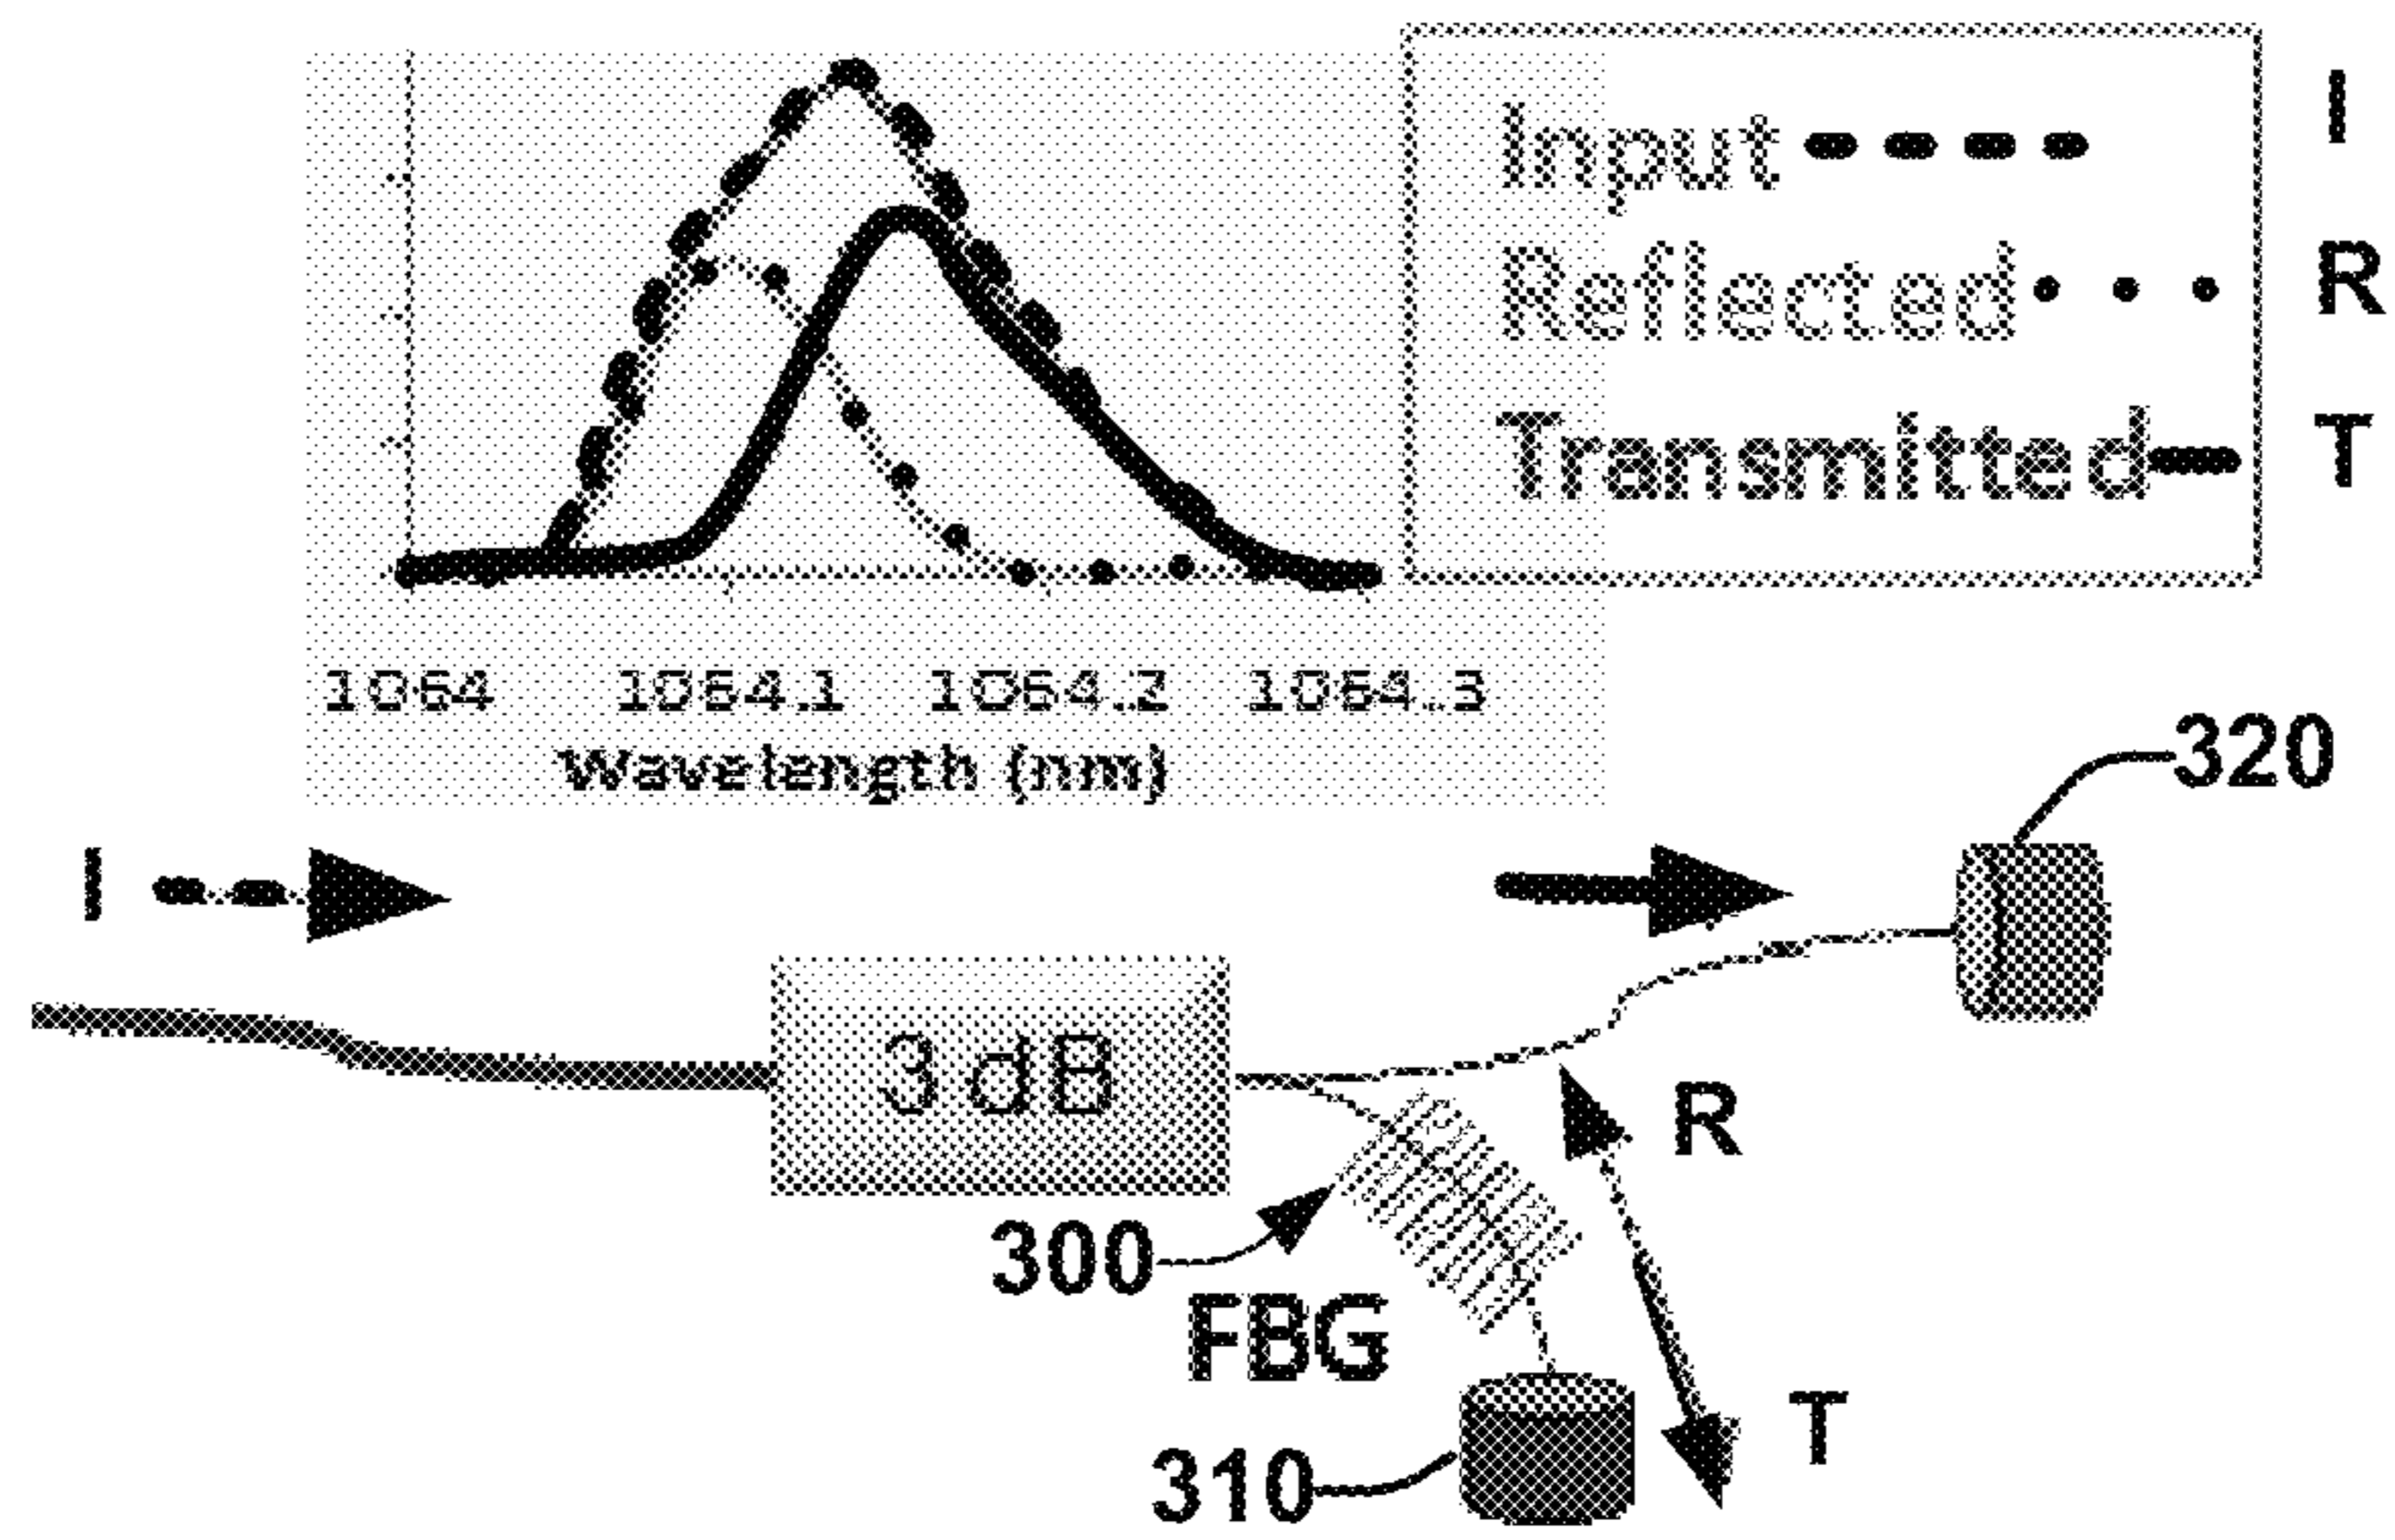 Input I
Reflected R
Transmitted T
1064 1064.1 1064.2 1064.3
Wavelength (nm)
320
I
3 dB
R
300
FBG
T
310